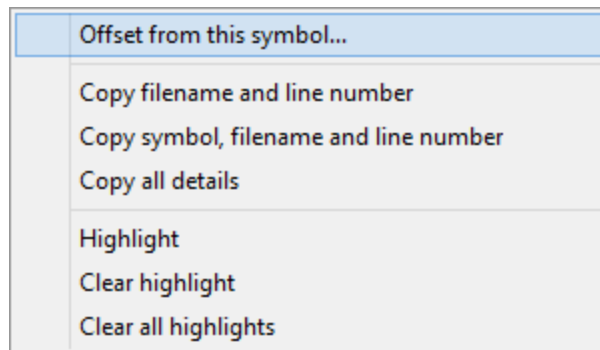 Offset from this symbol...
Copy filename and line number
Copy symbol, filename and line number
Copy all details
Highlight
Clear highlight
Clear all highlights